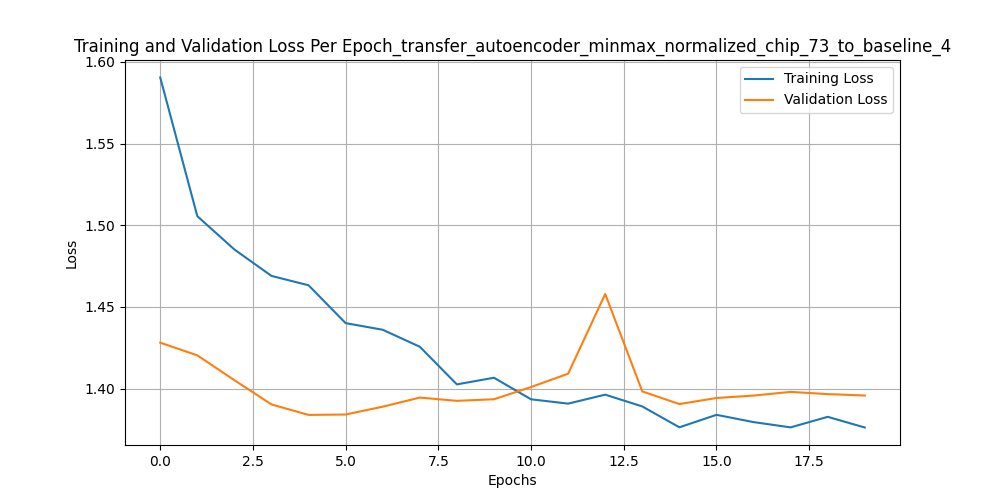 Training and Validation Loss Per Epoch_transfer_autoencoder_minmax_normalized_chip_73_to_baseline_4
1.60
Training Loss
Validation Loss
1.55
1.50
Loss
1.45
1.40
0.0 2.5 5.0 7.5 10.0 12.5 15.0 17.5
Epochs